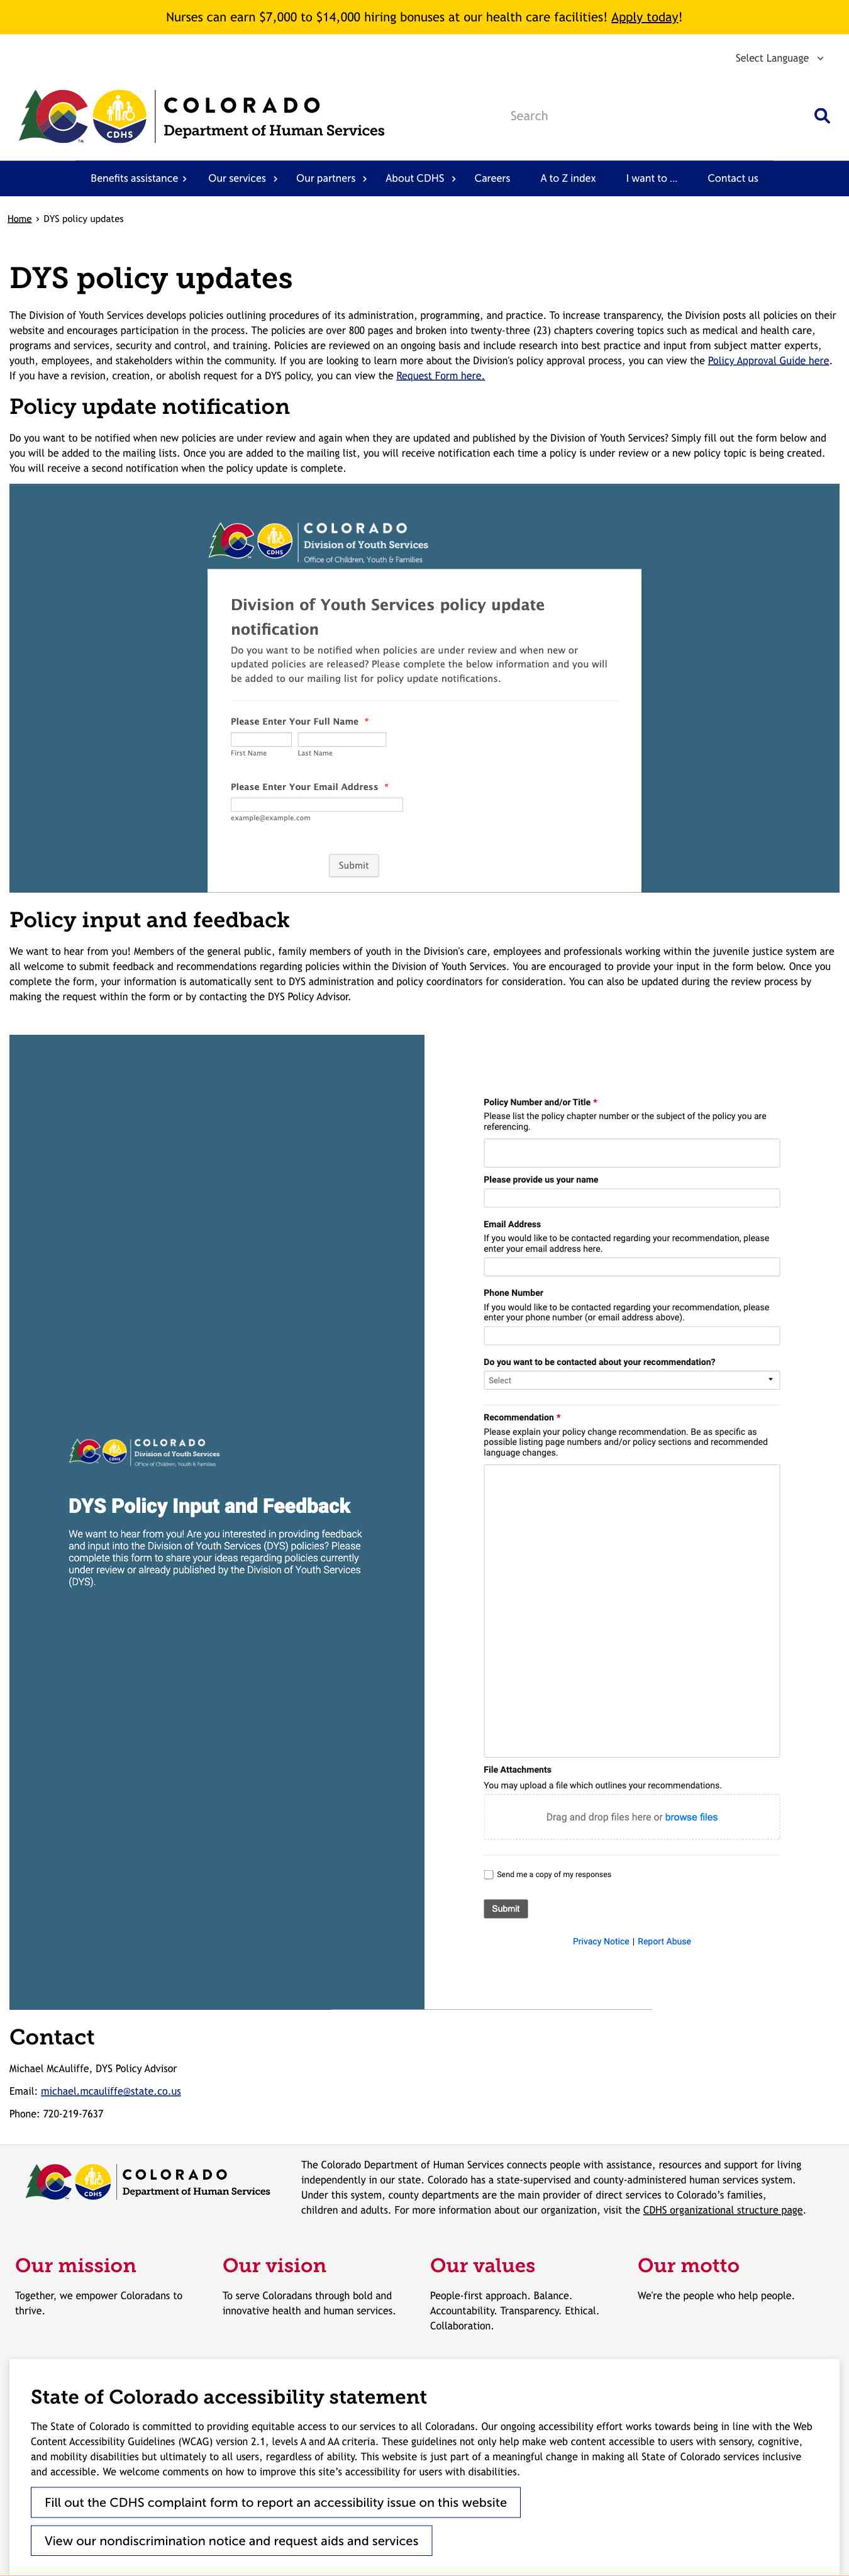 Nurses can earn $7,000 to $14,000 hiring bonuses at our health care facilities! Apply today!
Select Language
CDHS
COLORADO
Department of Human Services
Search
Benefits assistance › Our services › Our partners › About CDHS › Careers A to Z index I want to ... Contact us
Home › DYS policy updates
DYS policy updates
The Division of Youth Services develops policies outlining procedures of its administration, programming, and practice. To increase transparency, the Division posts all policies on their
website and encourages participation in the process. The policies are over 800 pages and broken into twenty-three (23) chapters covering topics such as medical and health care,
programs and services, security and control, and training. Policies are reviewed on an ongoing basis and include research into best practice and input from subject matter experts,
youth, employees, and stakeholders within the community. If you are looking to learn more about the Division's policy approval process, you can view the Policy Approval Guide here.
If you have a revision, creation, or abolish request for a DYS policy, you can view the Request Form here.
Policy update notification
Do you want to be notified when new policies are under review and again when they are updated and published by the Division of Youth Services? Simply fill out the form below and
you will be added to the mailing lists. Once you are added to the mailing list, you will receive notification each time a policy is under review or a new policy topic is being created.
You will receive a second notification when the policy update is complete.
CDHS
COLORADO
Division of Youth Services
Office of Children, Youth & Families
Division of Youth Services policy update
notification
Do you want to be notified when policies are under review and when new or
updated policies are released? Please complete the below information and you will
be added to our mailing list for policy update notifications.
Please Enter Your Full Name *
First Name Last Name
Please Enter Your Email Address *
example@example.com
Submit
Policy input and feedback
We want to hear from you! Members of the general public, family members of youth in the Division's care, employees and professionals working within the juvenile justice system are
all welcome to submit feedback and recommendations regarding policies within the Division of Youth Services. You are encouraged to provide your input in the form below. Once you
complete the form, your information is automatically sent to DYS administration and policy coordinators for consideration. You can also be updated during the review process by
making the request within the form or by contacting the DYS Policy Advisor.
CDHS
COLORADO
Division of Youth Services
Office of Children, Youth & Families
DYS Policy Input and Feedback
We want to hear from you! Are you interested in providing feedback
and input into the Division of Youth Services (DYS) policies? Please
complete this form to share your ideas regarding policies currently
under review or already published by the Division of Youth Services
(DYS).
Policy Number and/or Title *
Please list the policy chapter number or the subject of the policy you are
referencing.
Please provide us your name
Email Address
If you would like to be contacted regarding your recommendation, please
enter your email address here.
Phone Number
If you would like to be contacted regarding your recommendation, please
enter your phone number (or email address above).
Do you want to be contacted about your recommendation?
Select
Recommendation *
Please explain your policy change recommendation. Be as specific as
possible listing page numbers and/or policy sections and recommended
language changes.
File Attachments
You may upload a file which outlines your recommendations.
Drag and drop files here or browse files
Send me a copy of my responses
Submit
Privacy Notice | Report Abuse
Contact
Michael McAuliffe, DYS Policy Advisor
Email: michael.mcauliffe@state.co.us
Phone: 720-219-7637
CDHS
COLORADO
Department of Human Services
The Colorado Department of Human Services connects people with assistance, resources and support for living
independently in our state. Colorado has a state-supervised and county-administered human services system.
Under this system, county departments are the main provider of direct services to Colorado’s families,
children and adults. For more information about our organization, visit the CDHS organizational structure page.
Our mission
Together, we empower Coloradans to
thrive.
Our vision
To serve Coloradans through bold and
innovative health and human services.
Our values
People-first approach. Balance.
Accountability. Transparency. Ethical.
Collaboration.
Our motto
We're the people who help people.
State of Colorado accessibility statement
The State of Colorado is committed to providing equitable access to our services to all Coloradans. Our ongoing accessibility effort works towards being in line with the Web
Content Accessibility Guidelines (WCAG) version 2.1, levels A and AA criteria. These guidelines not only help make web content accessible to users with sensory, cognitive,
and mobility disabilities but ultimately to all users, regardless of ability. This website is just part of a meaningful change in making all State of Colorado services inclusive
and accessible. We welcome comments on how to improve this site’s accessibility for users with disabilities.
Fill out the CDHS complaint form to report an accessibility issue on this website
View our nondiscrimination notice and request aids and services